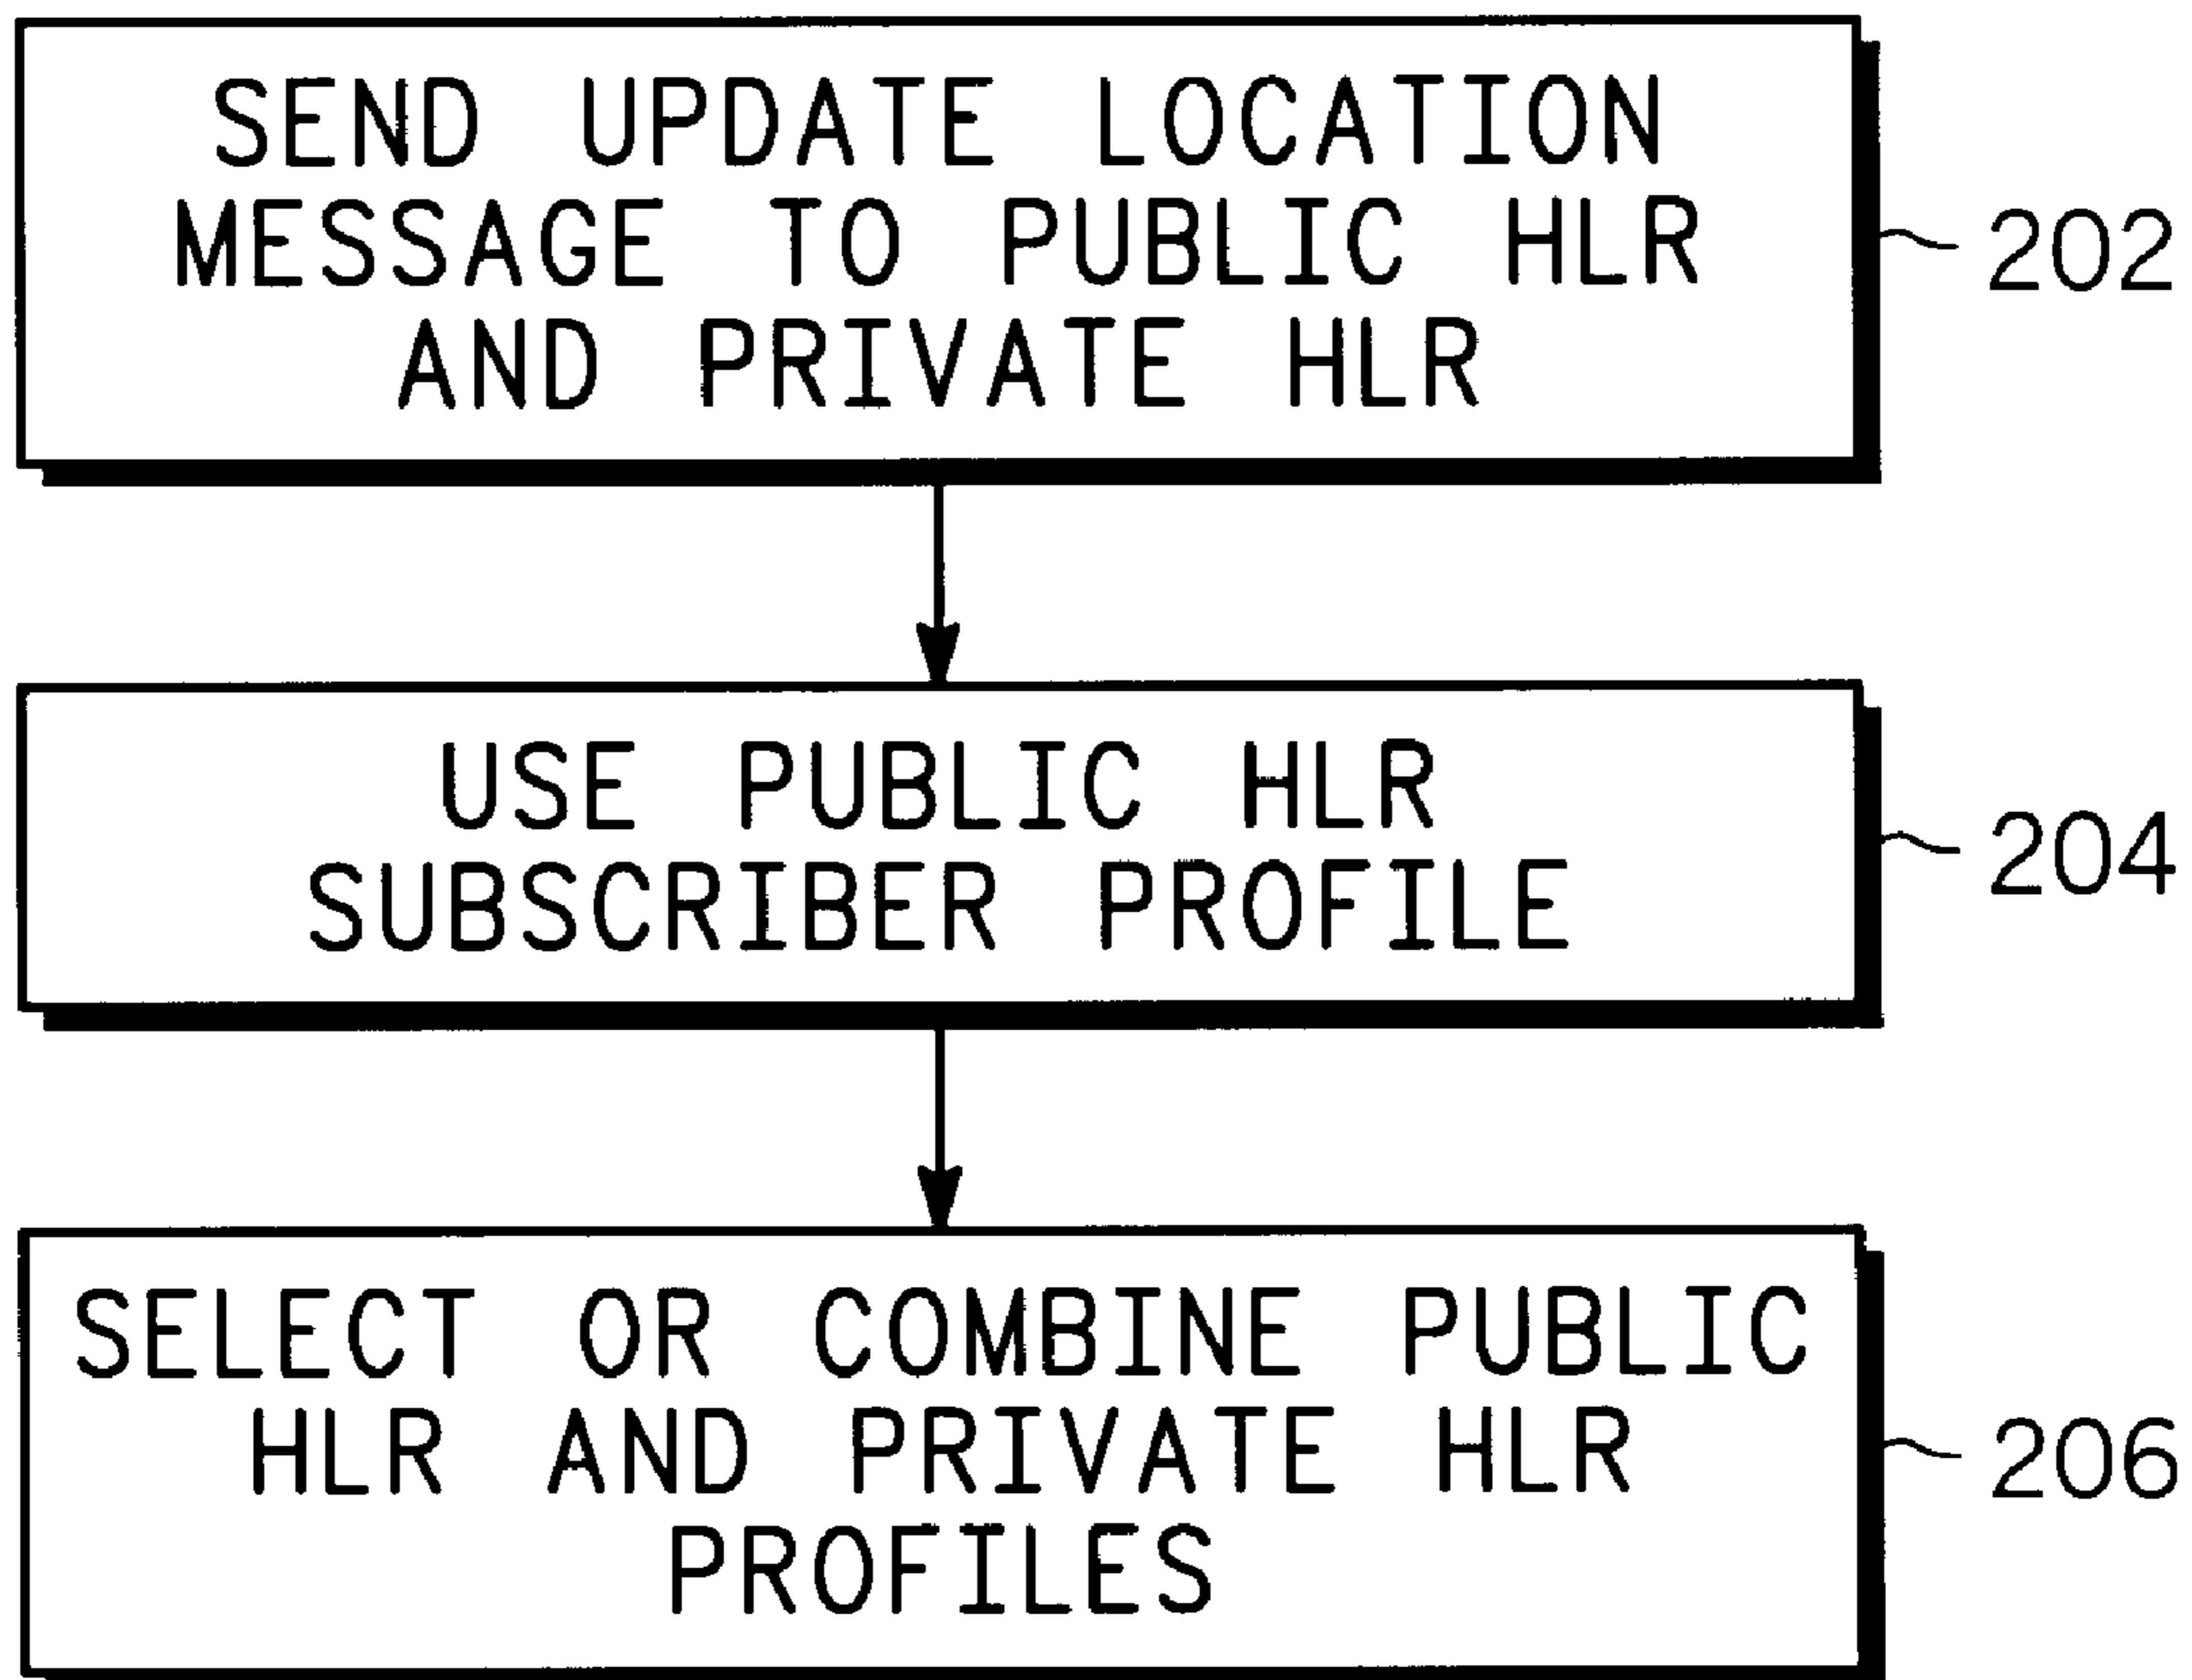 SEND UPDATE LOCATION
MESSAGE TO PUBLIC HLR
AND PRIVATE HLR
202
USE PUBLIC HLR
SUBSCRIBER PROFILE
204
SELECT OR COMBINE PUBLIC
HLR AND PRIVATE HLR
PROFILES
206